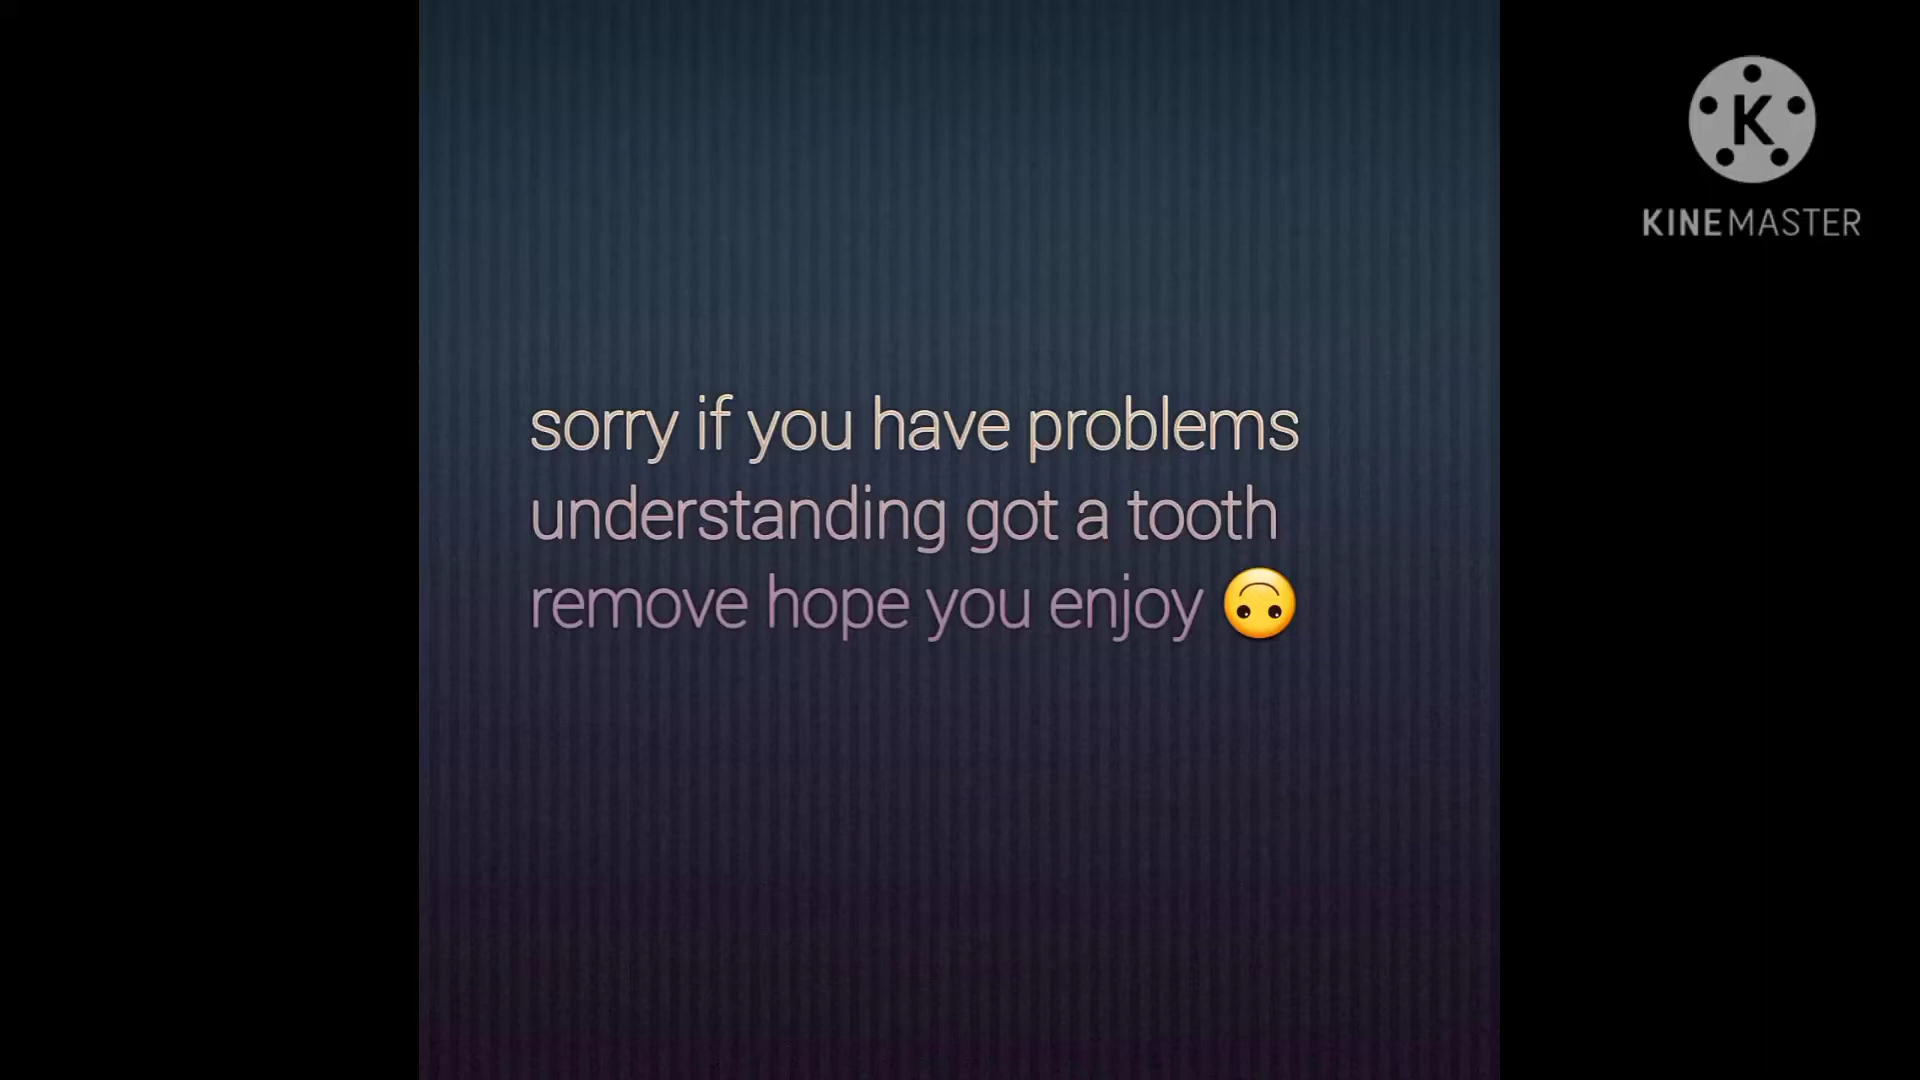 K
KINEMASTER
sorry if you have problems
understanding got a tooth
remove hope you enjoy 🙃